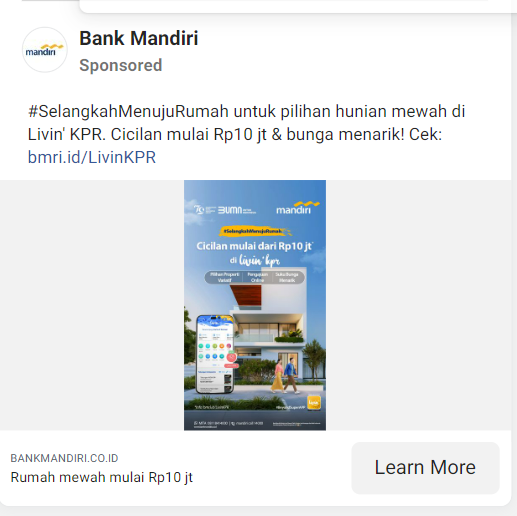 mandiri
Bank Mandiri
Sponsored
#SelangkahMenujuRumah untuk pilihan hunian mewah di
Livin' KPR. Cicilan mulai Rp10 jt & bunga menarik! Cek:
bmri.id/LivinKPR
BUMN
mandiri
#SelangkahMenujuRumah
Cicilan mulai dari Rp10 jt*
di Livin' kpr
Pilihan Properti Variatif
Pengajuan Online
Suku Bunga Menarik
BANKMANDIRI.CO.ID
Rumah mewah mulai Rp10 jt
Learn More